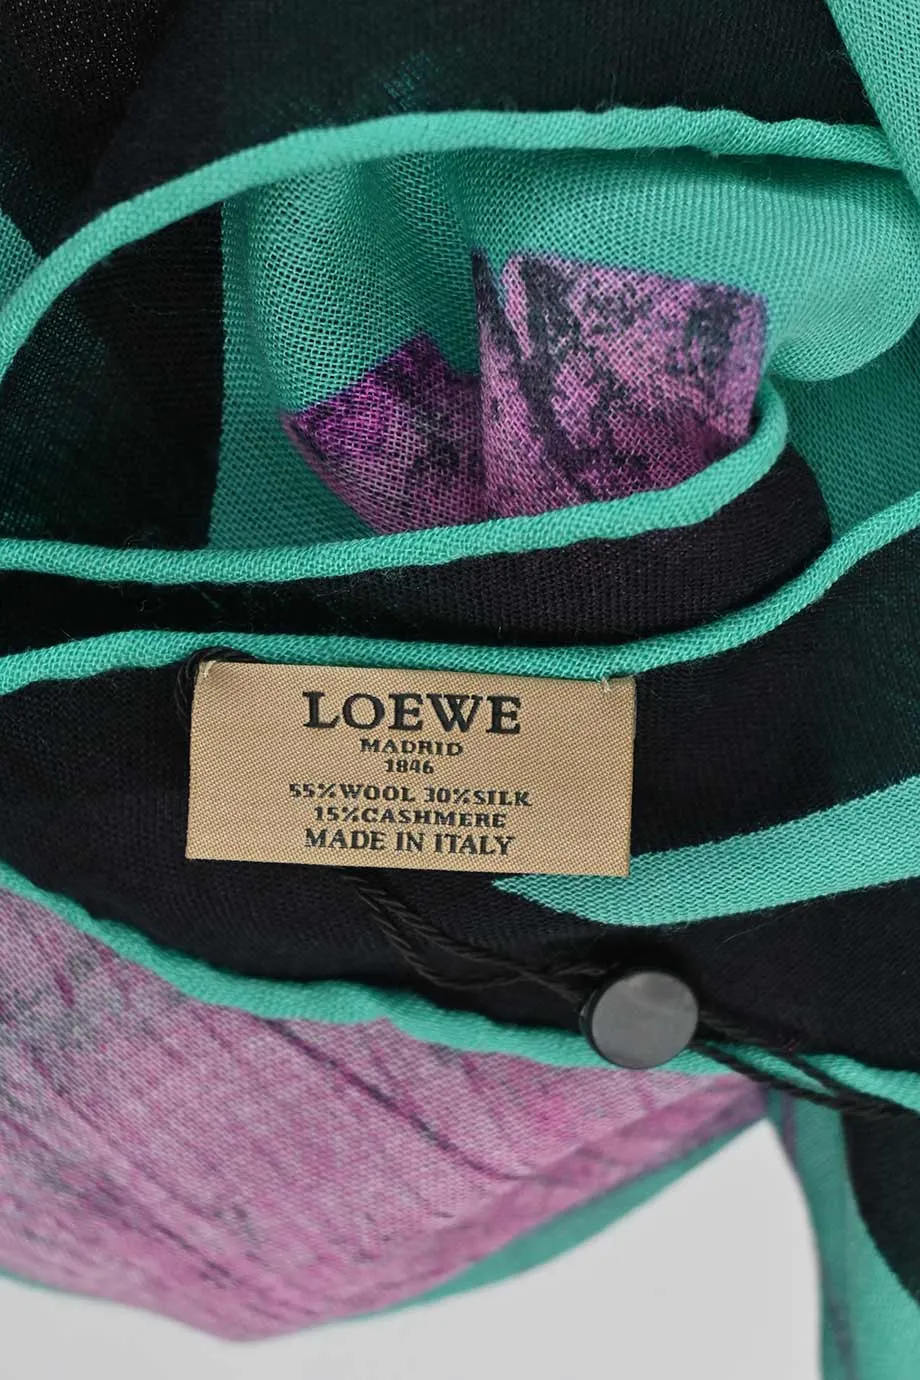 LOEWE
MADRID
1846
55%WOOL 30%SILK
15%CASHMERE
MADE IN ITALY